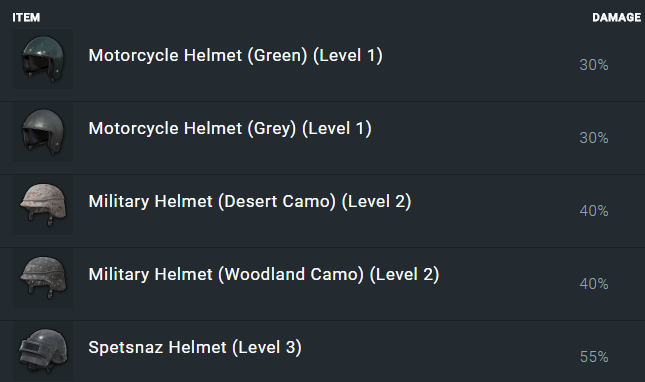 ITEM DAMAGE
Motorcycle Helmet (Green) (Level 1) 30%
Motorcycle Helmet (Grey) (Level 1) 30%
Military Helmet (Desert Camo) (Level 2) 40%
Military Helmet (Woodland Camo) (Level 2) 40%
Spetsnaz Helmet (Level 3) 55%